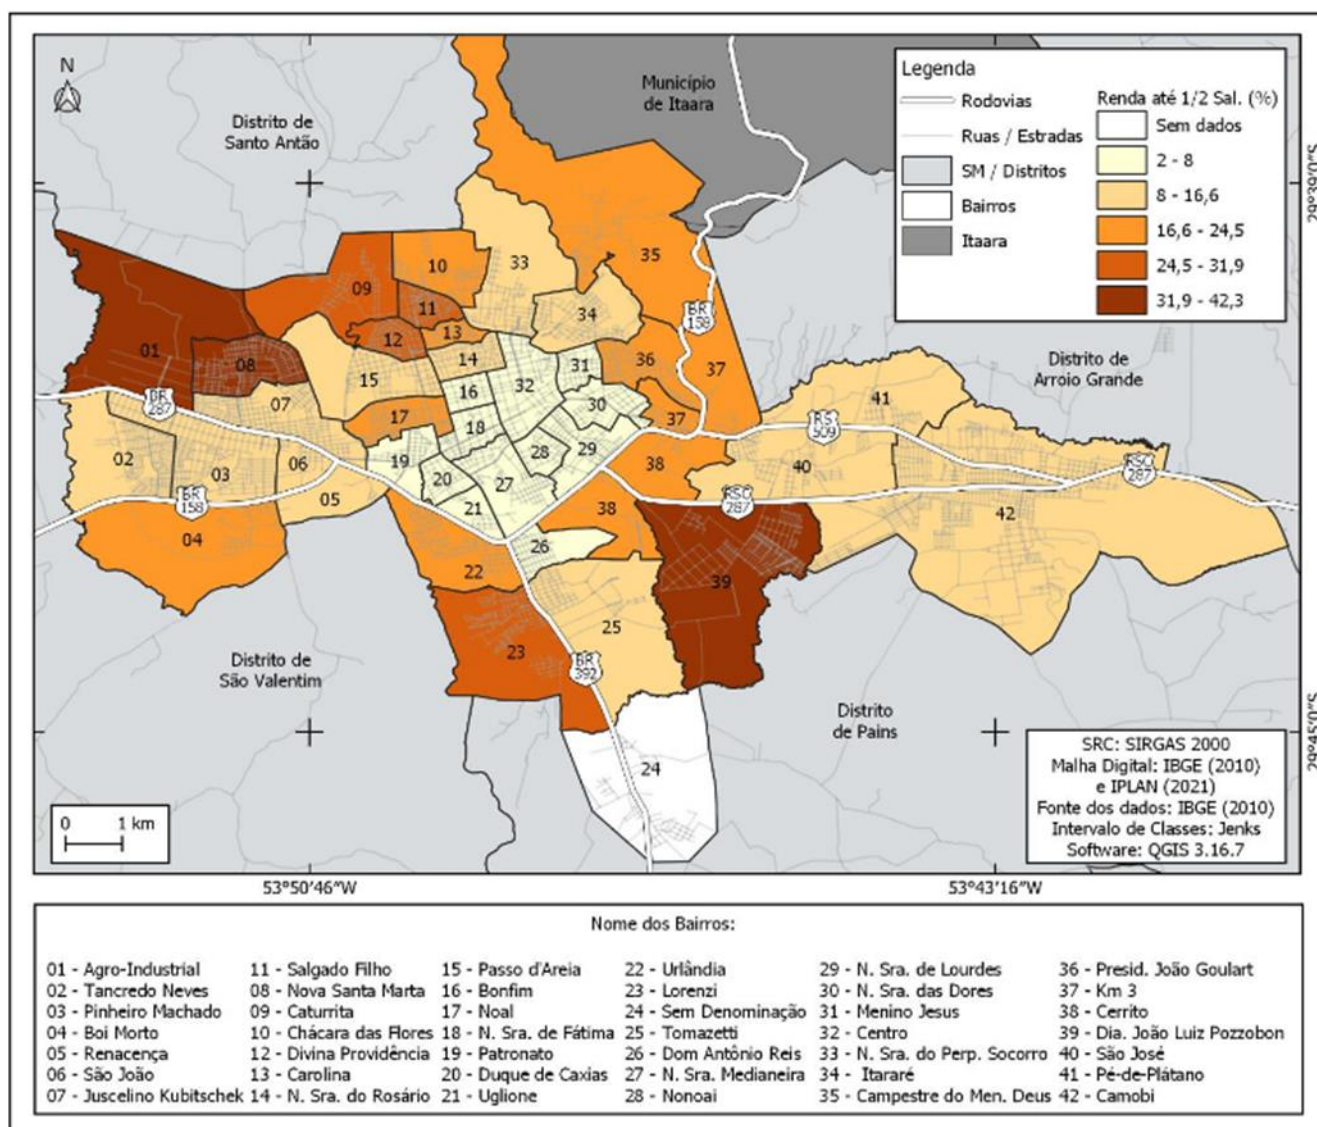 N
Distrito de
Santo Antão
Município
de Itaara
Legenda
Rodovias
Ruas / Estradas
SM / Distritos
Bairros
Itaara
Renda até 1/2 Sal. (%)
Sem dados
2 - 8
8 - 16,6
16,6 - 24,5
24,5 - 31,9
31,9 - 42,3
29°39'0"S
35
33
10
09
11
34
BR
158
12
13
01
08
14
31
36
37
Distrito de
Arroio Grande
15
32
16
30
07
BR
287
17
37
41
18
RS
509
28
29
02
03
06
19
38
40
RSC
287
20
27
05
BR
158
21
38
RSC
287
42
04
26
22
39
25
23
Distrito de
São Valentim
BR
392
Distrito
de Pains
29°45'0"S
24
SRC: SIRGAS 2000
Malha Digital: IBGE (2010)
e IPLAN (2021)
Fonte dos dados: IBGE (2010)
Intervalo de Classes: Jenks
Software: QGIS 3.16.7
0 1 km
53°50'46"W
53°43'16"W
Nome dos Bairros:
01 - Agro-Industrial 11 - Salgado Filho 15 - Passo d'Areia 22 - Urlândia 29 - N. Sra. de Lourdes 36 - Presid. João Goulart
02 - Tancredo Neves 08 - Nova Santa Marta 16 - Bonfim 23 - Lorenzi 30 - N. Sra. das Dores 37 - Km 3
03 - Pinheiro Machado 09 - Caturrita 17 - Noal 24 - Sem Denominação 31 - Menino Jesus 38 - Cerrito
04 - Boi Morto 10 - Chácara das Flores 18 - N. Sra. de Fátima 25 - Tomazetti 32 - Centro 39 - Dia. João Luiz Pozzobon
05 - Renacença 12 - Divina Providência 19 - Patronato 26 - Dom Antônio Reis 33 - N. Sra. do Perp. Socorro 40 - São José
06 - São João 13 - Carolina 20 - Duque de Caxias 27 - N. Sra. Medianeira 34 - Itararé 41 - Pé-de-Plátano
07 - Juscelino Kubitschek 14 - N. Sra. do Rosário 21 - Uglione 28 - Nonoai 35 - Campestre do Men. Deus 42 - Camobi